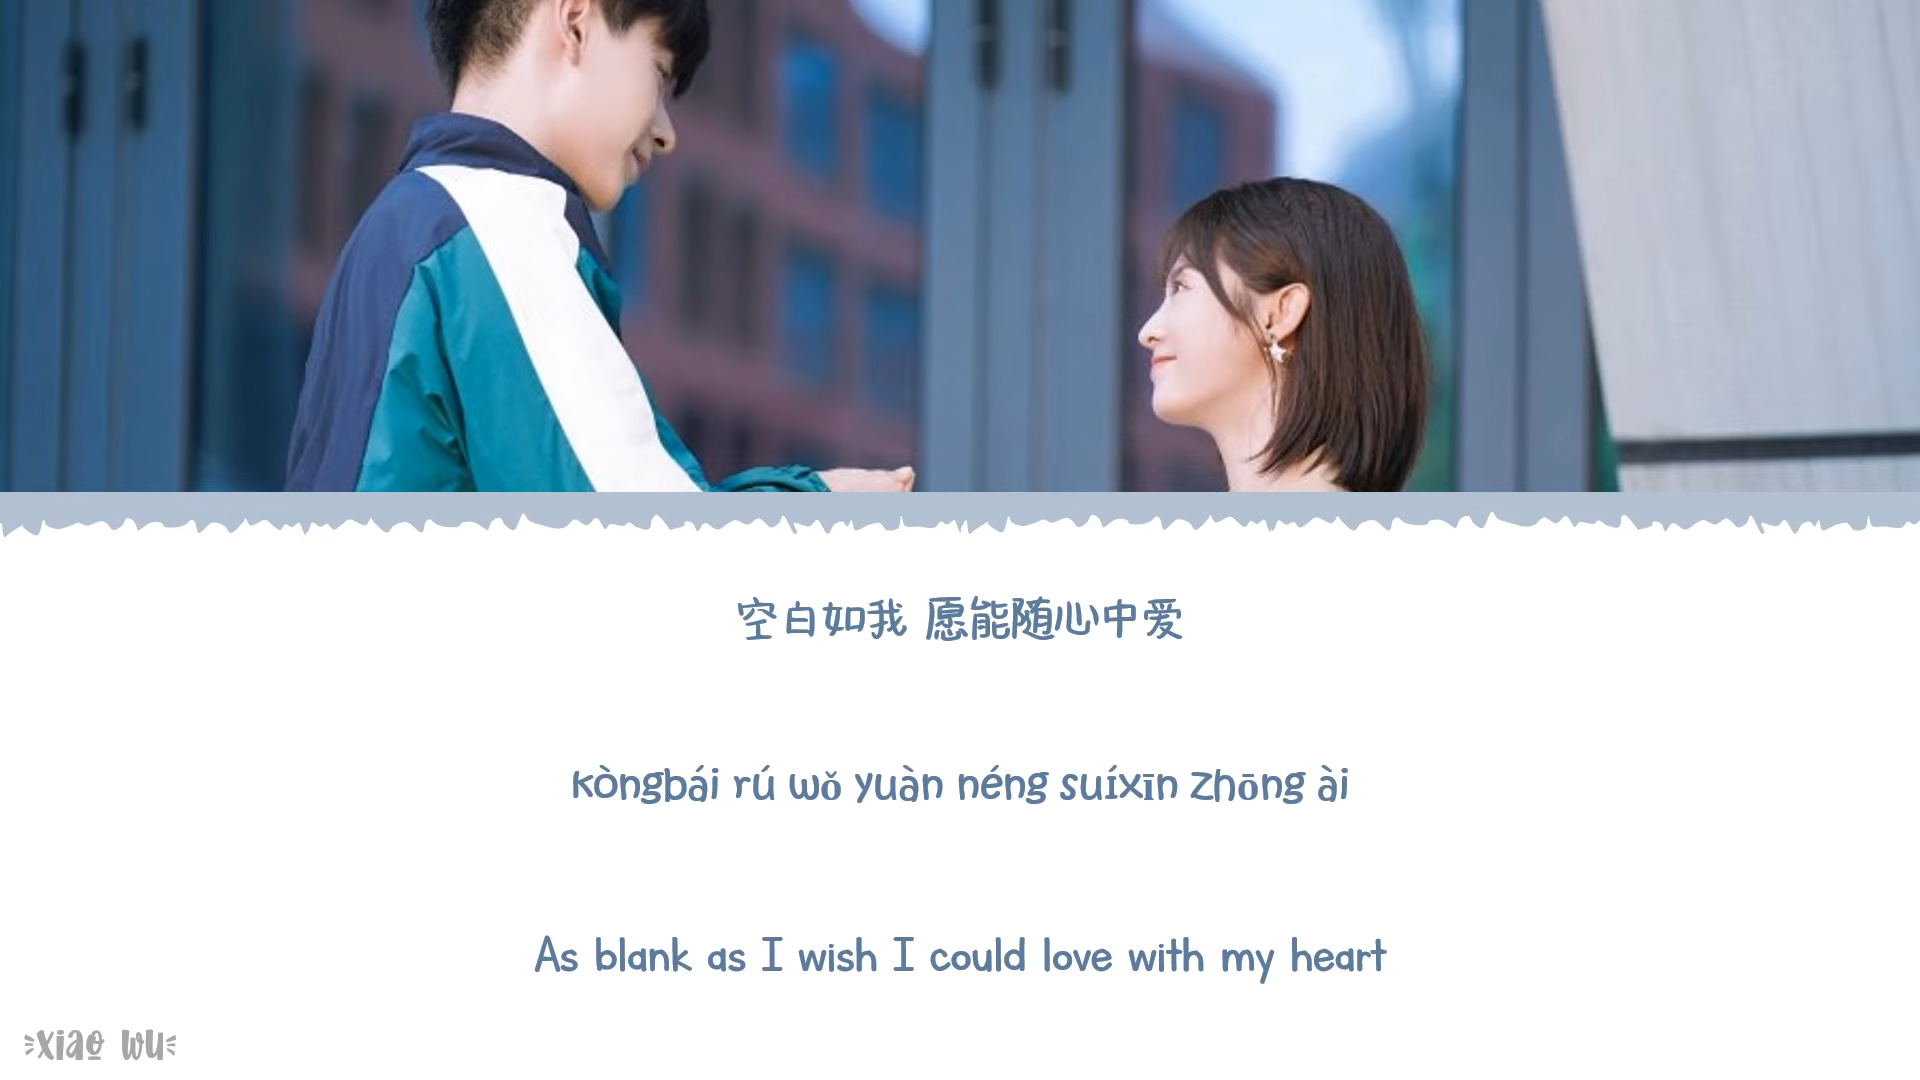 空白如我 愿能随心中爱
kòngbái rú wǒ yuàn néng suíxīn zhōng ài
As blank as I wish I could love with my heart
xiao wu